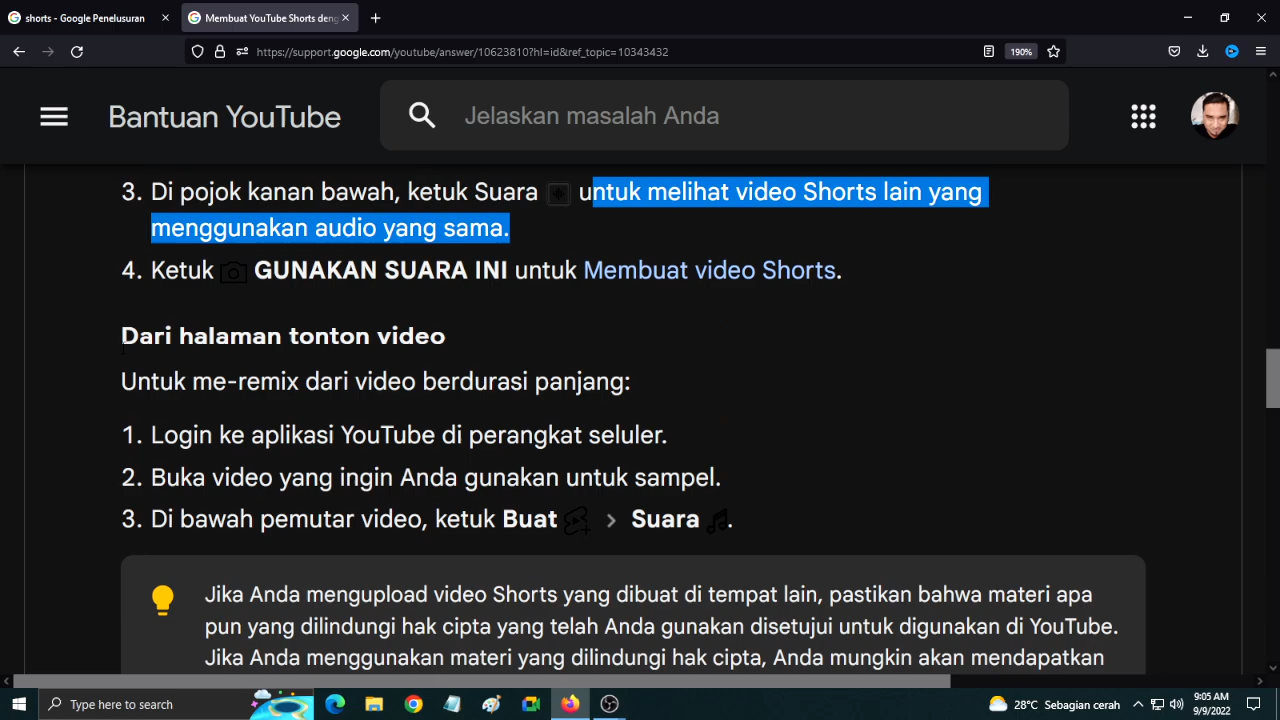 shorts - Google Penelusuran
Membuat YouTube Shorts deng
https://support.google.com/youtube/answer/10623810?hl=id&ref_topic=10343432
190%
Bantuan YouTube
Jelaskan masalah Anda
3. Di pojok kanan bawah, ketuk Suara untuk melihat video Shorts lain yang
menggunakan audio yang sama.
4. Ketuk GUNAKAN SUARA INI untuk Membuat video Shorts.
Dari halaman tonton video
Untuk me-remix dari video berdurasi panjang:
1. Login ke aplikasi YouTube di perangkat seluler.
2. Buka video yang ingin Anda gunakan untuk sampel.
3. Di bawah pemutar video, ketuk Buat > Suara.
Jika Anda mengupload video Shorts yang dibuat di tempat lain, pastikan bahwa materi apa
pun yang dilindungi hak cipta yang telah Anda gunakan disetujui untuk digunakan di YouTube.
Jika Anda menggunakan materi yang dilindungi hak cipta, Anda mungkin akan mendapatkan
Type here to search
28°C Sebagian cerah
9:05 AM
9/9/2022